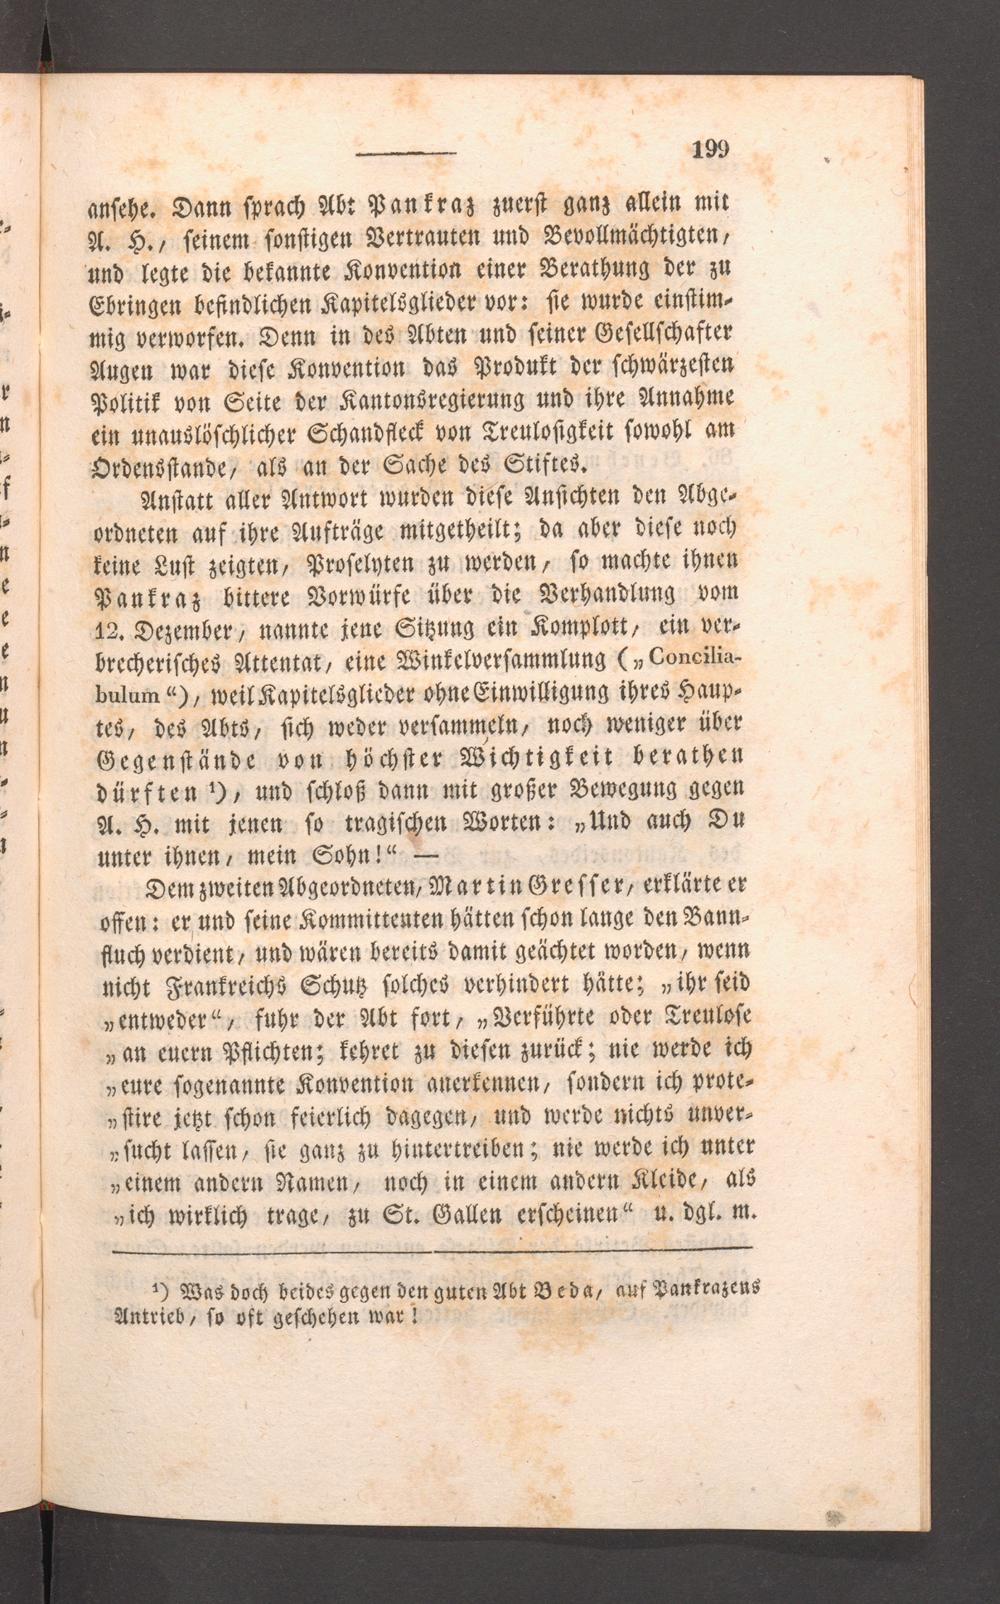 199
ansehe. Dann sprach Abt Pankraz zuerst ganz allein mit
A. H., seinem sonstigen Vertrauten und Bevollmächtigten,
und legte die bekannte Konvention einer Berathung der zu
Ebringen befindlichen Kapitelsglieder vor: sie wurde einstim-
mig verworfen. Denn in des Abten und seiner Gesellschafter
Augen war diese Konvention das Produkt der schwärzesten
Politik von Seite der Kantonsregierung und ihre Annahme
ein unauslöschlicher Schandfleck von Treulosigkeit sowohl am
Ordensstande, als an der Sache des Stiftes.
Anstatt aller Antwort wurden diese Ansichten den Abge-
ordneten auf ihre Aufträge mitgetheilt; da aber diese noch
keine Lust zeigten, Proselyten zu werden, so machte ihnen
Pankraz bittere Vorwürfe über die Verhandlung vom
12. Dezember, nannte jene Sitzung ein Komplott, ein ver-
brecherisches Attentat, eine Winkelversammlung („Concilia-
bulum“), weil Kapitelsglieder ohne Einwilligung ihres Haup-
tes, des Abts, sich weder versammeln, noch weniger über
Gegenstände von höchster Wichtigkeit berathen
dürften ¹), und schloß dann mit großer Bewegung gegen
A. H. mit jenen so tragischen Worten: „Und auch Du
unter ihnen, mein Sohn!“ —
Dem zweiten Abgeordneten, Martin Gresser, erklärte er
offen: er und seine Kommittenten hätten schon lange den Bann-
fluch verdient, und wären bereits damit geächtet worden, wenn
nicht Frankreichs Schutz solches verhindert hätte; „ihr seid
„entweder“, fuhr der Abt fort, „Verführte oder Treulose
„an euern Pflichten; kehret zu diesen zurück; nie werde ich
„eure sogenannte Konvention anerkennen, sondern ich prote-
„stire jetzt schon feierlich dagegen, und werde nichts unver-
„sucht lassen, sie ganz zu hintertreiben; nie werde ich unter
„einem andern Namen, noch in einem andern Kleide, als
„ich wirklich trage, zu St. Gallen erscheinen“ u. dgl. m.
¹) Was doch beides gegen den guten Abt Beda, auf Pankrazens
Antrieb, so oft geschehen war!